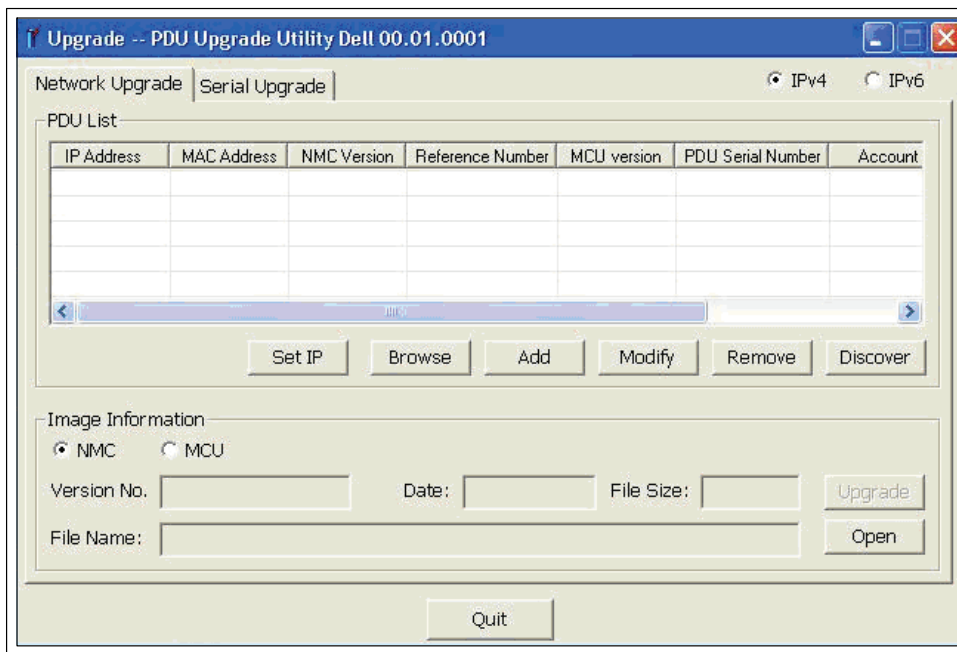 Upgrade -- PDU Upgrade Utility Dell 00.01.0001
Network Upgrade Serial Upgrade IPv4 IPv6
PDU List
IP Address MAC Address NMC Version Reference Number MCU version PDU Serial Number Account
Set IP Browse Add Modify Remove Discover
Image Information
NMC MCU
Version No. Date: File Size: Upgrade
File Name: Open
Quit